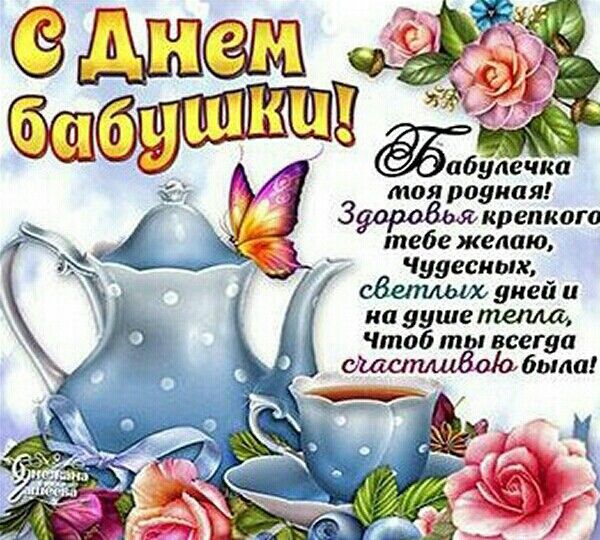 С Днем
бабушки!
Бабулечка
моя родная!
Здоровья крепкого
тебе желаю,
Чудесных,
светлых дней и
на душе тепла,
Чтоб ты всегда
счастливою была!
Снежана